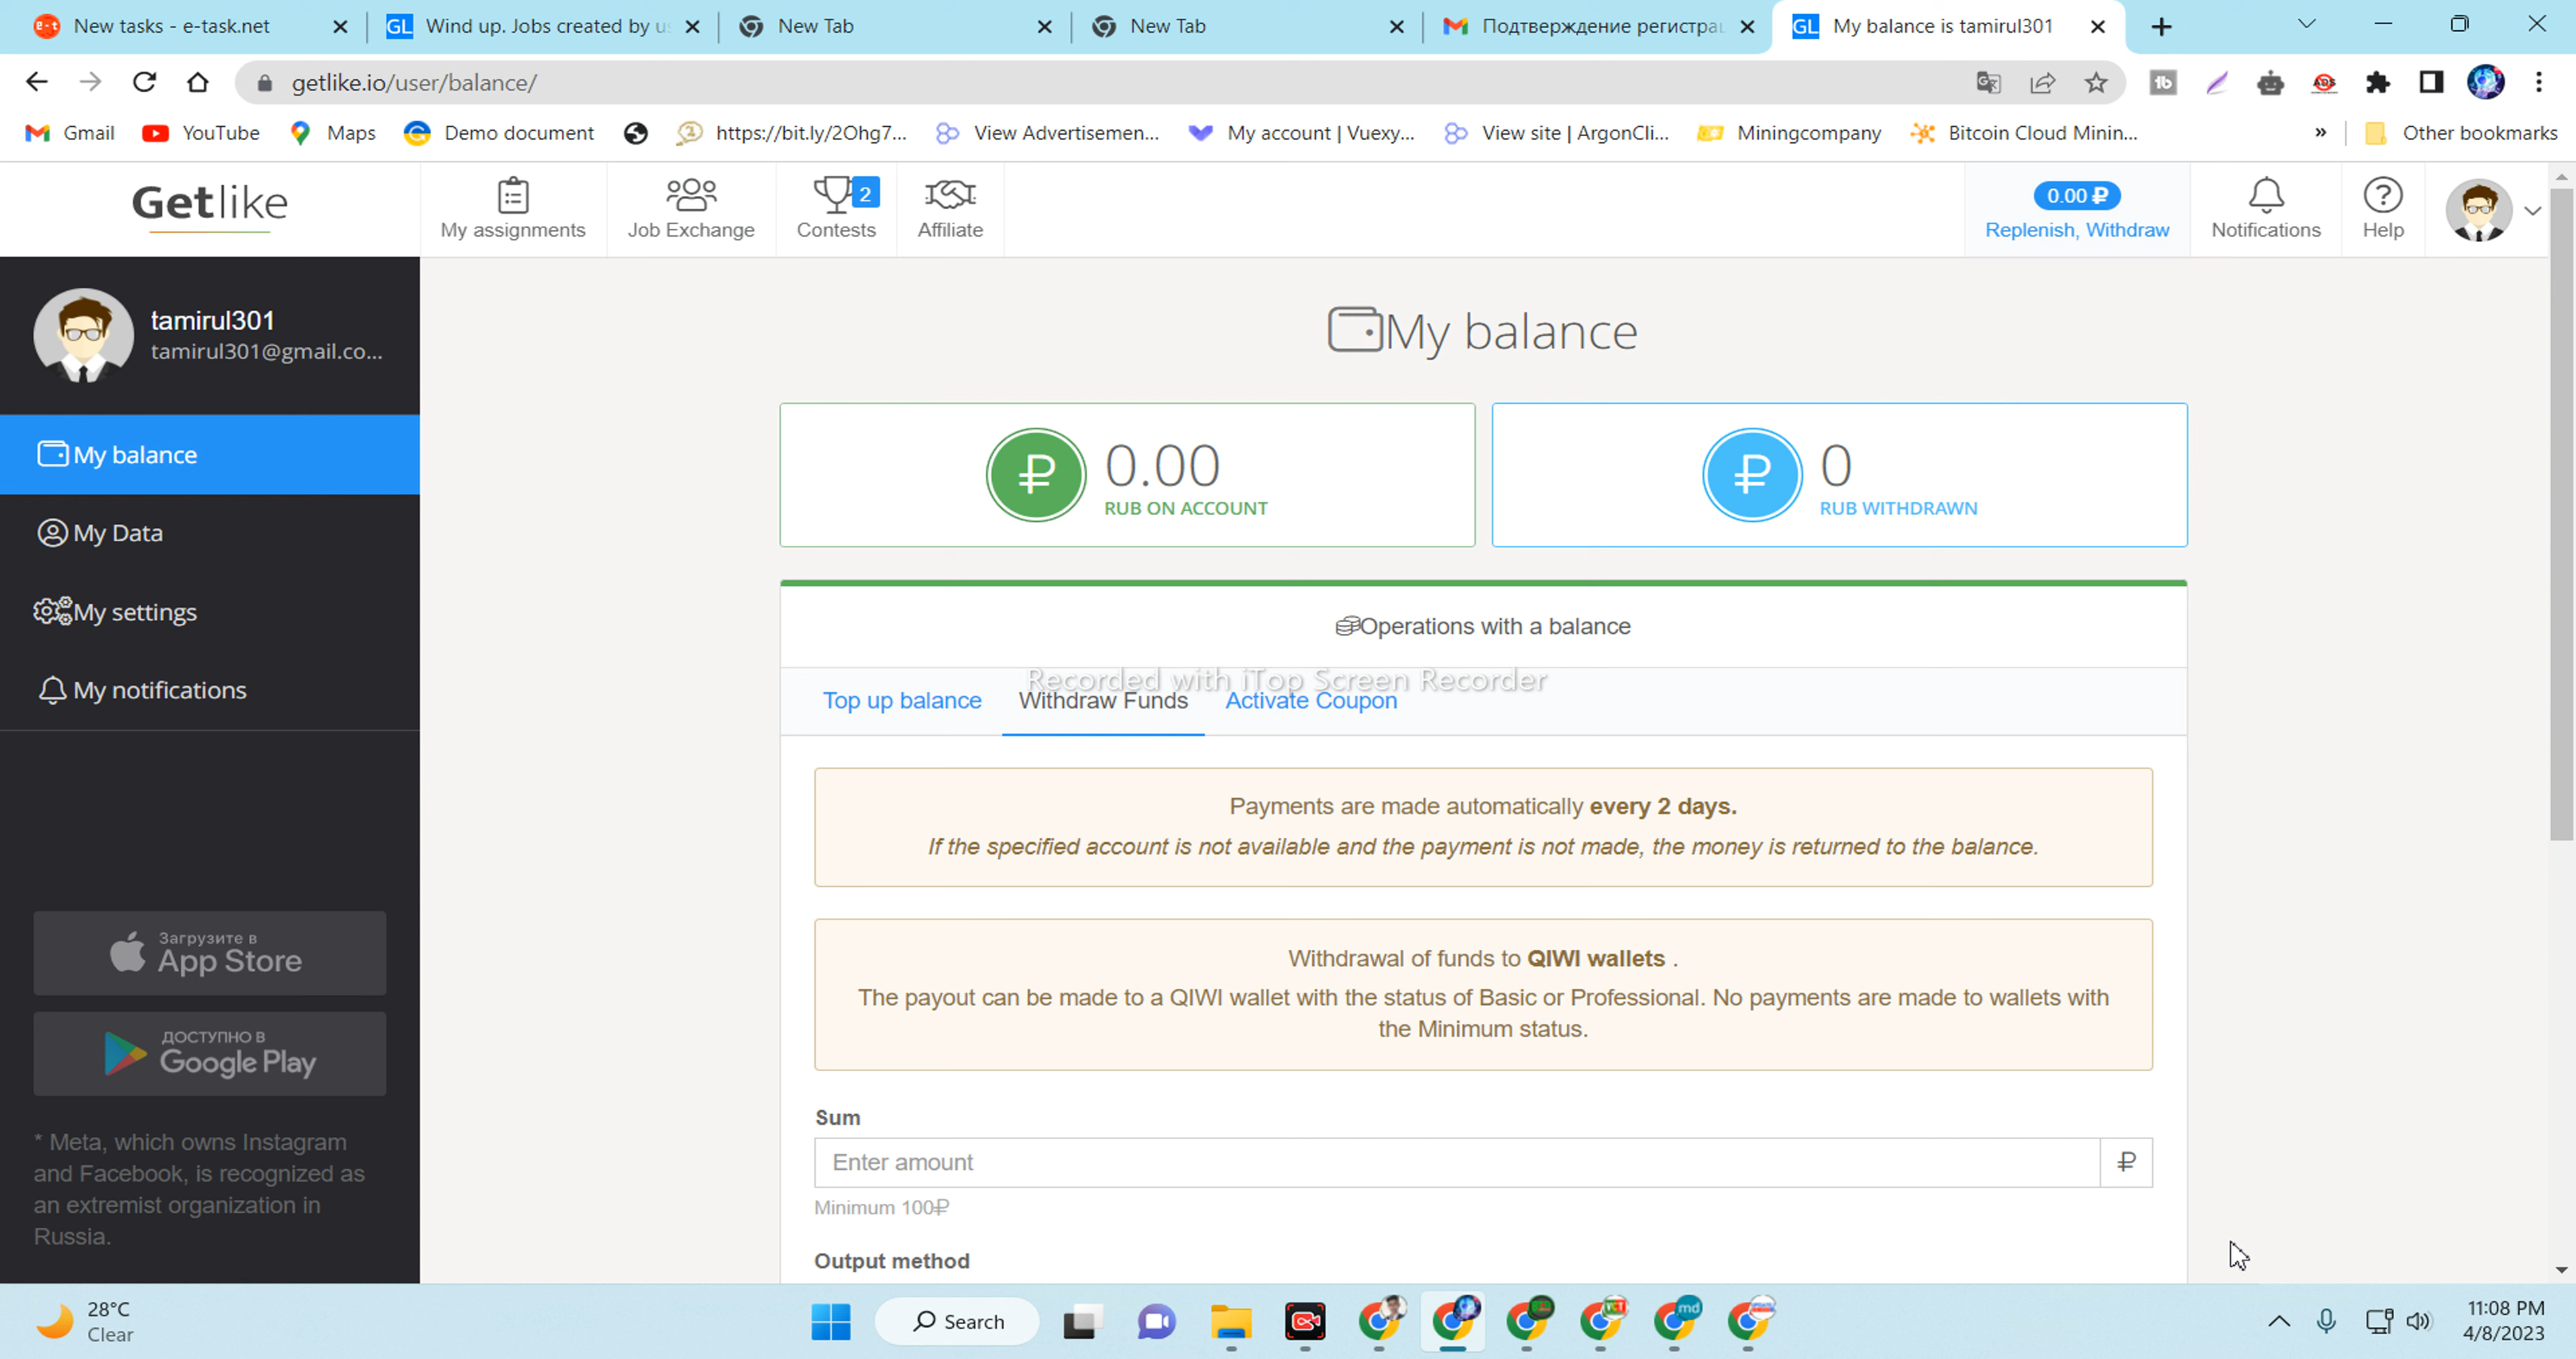 New tasks - e-task.net
Wind up. Jobs created by us
New Tab
New Tab
Подтверждение регистрац
GL My balance is tamirul301
getlike.io/user/balance/
Gmail
YouTube
Maps
Demo document
https://bit.ly/2Ohg7...
View Advertisemen...
My account | Vuexy...
View site | ArgonCli...
Miningcompany
Bitcoin Cloud Minin...
»
Other bookmarks
Getlike
My assignments
Job Exchange
2
Contests
Affiliate
0.00 ₽
Replenish, Withdraw
Notifications
Help
tamirul301
tamirul301@gmail.co...
My balance
My Data
My settings
My notifications
Загрузите в
App Store
ДОСТУПНО В
Google Play
* Meta, which owns Instagram
and Facebook, is recognized as
an extremist organization in
Russia.
My balance
₽ 0.00
RUB ON ACCOUNT
₽ 0
RUB WITHDRAWN
Operations with a balance
Recorded with iTop Screen Recorder
Top up balance
Withdraw Funds
Activate Coupon
Payments are made automatically every 2 days.
If the specified account is not available and the payment is not made, the money is returned to the balance.
Withdrawal of funds to QIWI wallets .
The payout can be made to a QIWI wallet with the status of Basic or Professional. No payments are made to wallets with
the Minimum status.
Sum
Enter amount
₽
Minimum 100₽
Output method
28°C
Clear
Search
11:08 PM
4/8/2023